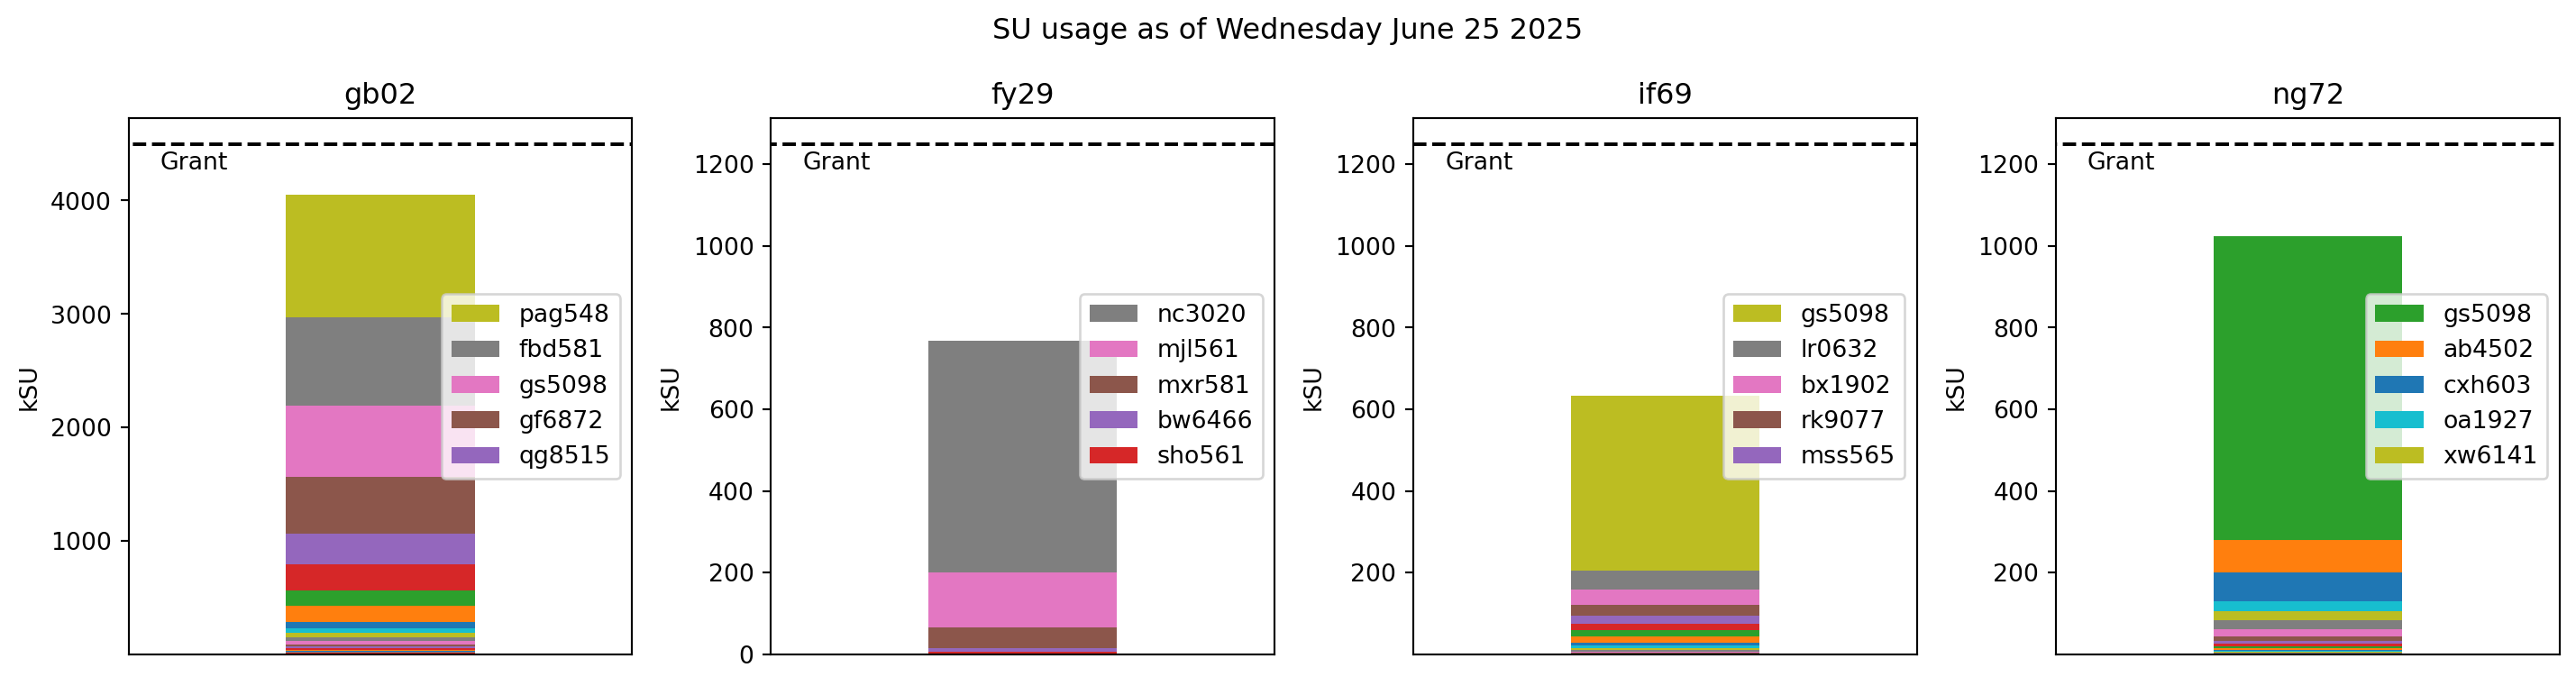 SU usage as of Wednesday June 25 2025
gb02
kSU
4000
3000
2000
1000
Grant
pag548
fbd581
gs5098
gf6872
qg8515
fy29
kSU
1200
1000
800
600
400
200
0
Grant
nc3020
mjl561
mxr581
bw6466
sho561
if69
kSU
1200
1000
800
600
400
200
Grant
gs5098
lr0632
bx1902
rk9077
mss565
ng72
kSU
1200
1000
800
600
400
200
Grant
gs5098
ab4502
cxh603
oa1927
xw6141